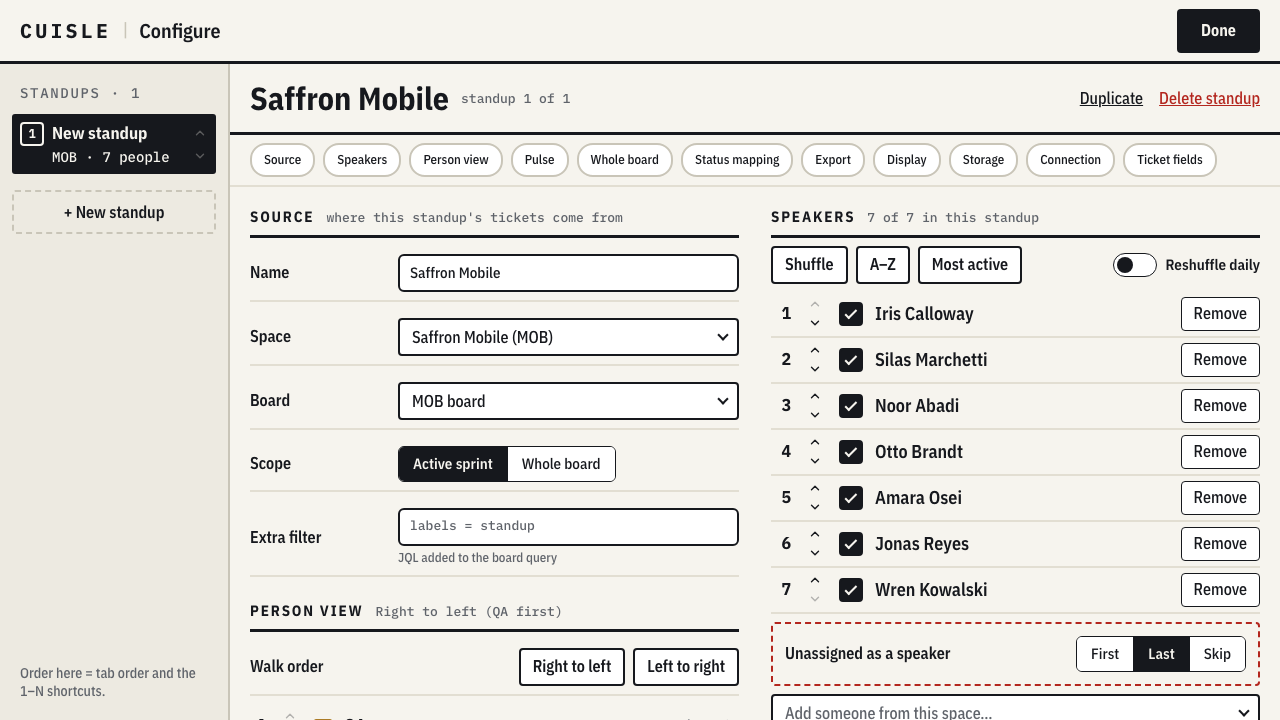 CUISLE
Configure
Done
STANDUPS · 1
1 New standup
MOB · 7 people
+ New standup
Order here = tab order and the
1–N shortcuts.
Saffron Mobile standup 1 of 1
Duplicate Delete standup
Source Speakers Person view Pulse Whole board Status mapping Export Display Storage Connection Ticket fields
SOURCE where this standup's tickets come from
Name Saffron Mobile
Space Saffron Mobile (MOB)
Board MOB board
Scope Active sprint Whole board
Extra filter labels = standup
JQL added to the board query
PERSON VIEW Right to left (QA first)
Walk order Right to left Left to right
SPEAKERS 7 of 7 in this standup
Shuffle A–Z Most active Reshuffle daily
1 Iris Calloway Remove
2 Silas Marchetti Remove
3 Noor Abadi Remove
4 Otto Brandt Remove
5 Amara Osei Remove
6 Jonas Reyes Remove
7 Wren Kowalski Remove
Unassigned as a speaker First Last Skip
Add someone from this space…